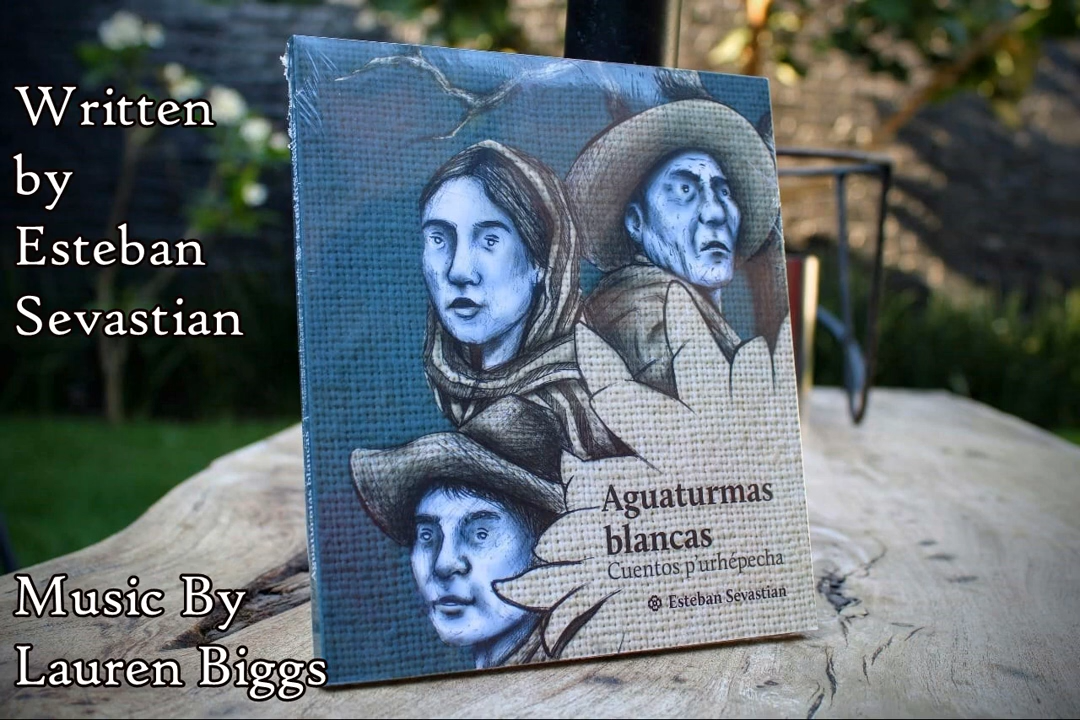 Written
by
Esteban
Sevastian
Aguaturmas
blancas
Cuentos p'urhépecha
Esteban Sevastian
Music By
Lauren Biggs